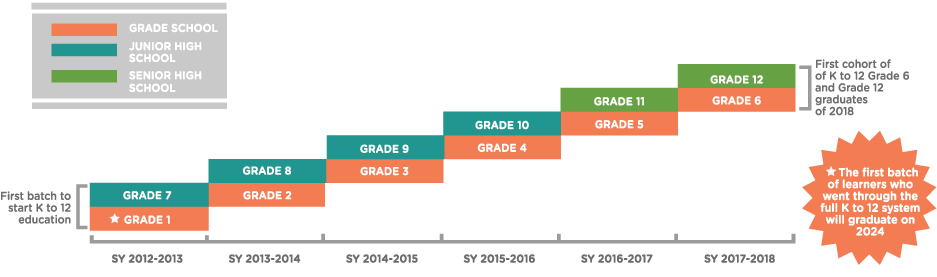 GRADE SCHOOL
JUNIOR HIGH
SCHOOL
SENIOR HIGH
SCHOOL
First cohort of
of K to 12 Grade 6
and Grade 12
graduates
of 2018
GRADE 12
GRADE 6
GRADE 11
GRADE 5
GRADE 10
GRADE 4
GRADE 9
GRADE 3
GRADE 8
GRADE 2
GRADE 7
GRADE 1
First batch to
start K to 12
education
The first batch
of learners who
went through the
full K to 12 system
will graduate on
2024
SY 2012-2013
SY 2013-2014
SY 2014-2015
SY 2015-2016
SY 2016-2017
SY 2017-2018